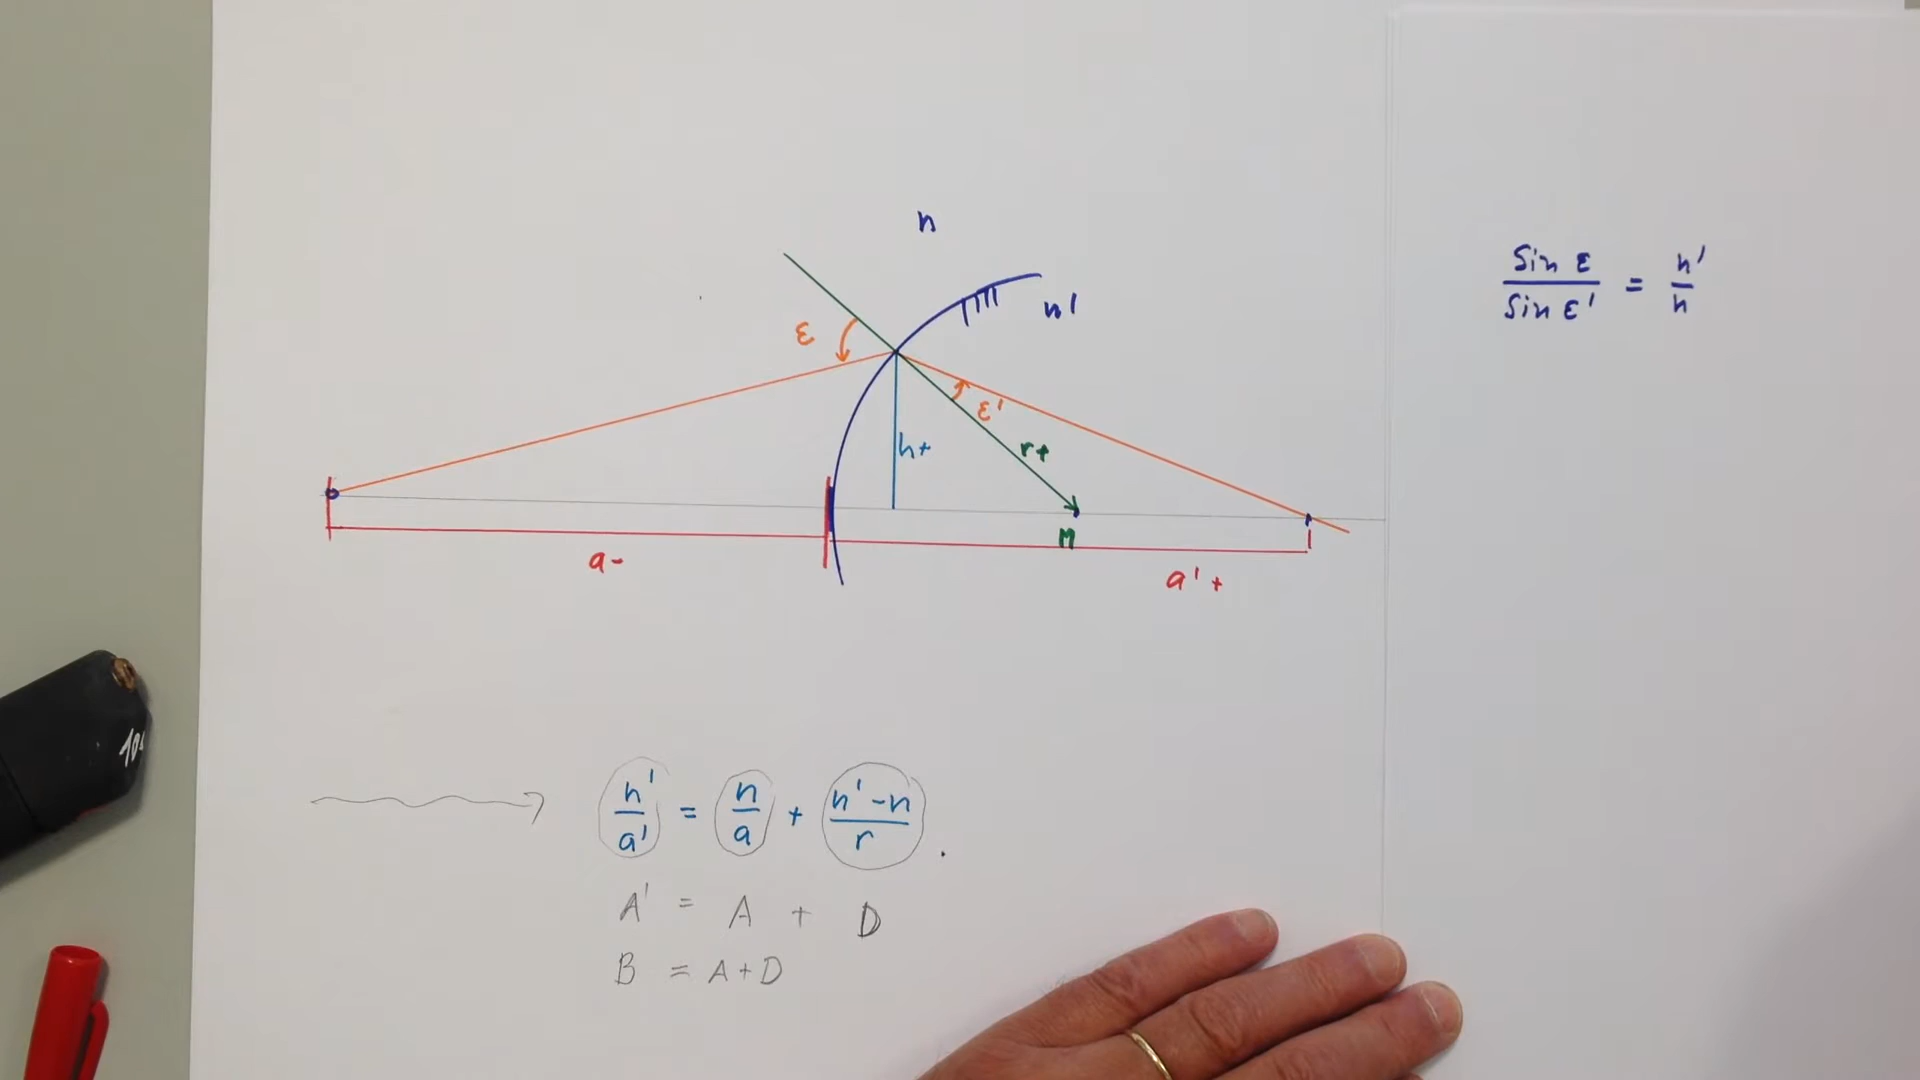 n
n'
sin ε / sin ε' = n' / n
ε
ε'
h+
r+
M
a-
a'+
n'/a' = n/a + (n'-n)/r .
A' = A + D
B = A+D